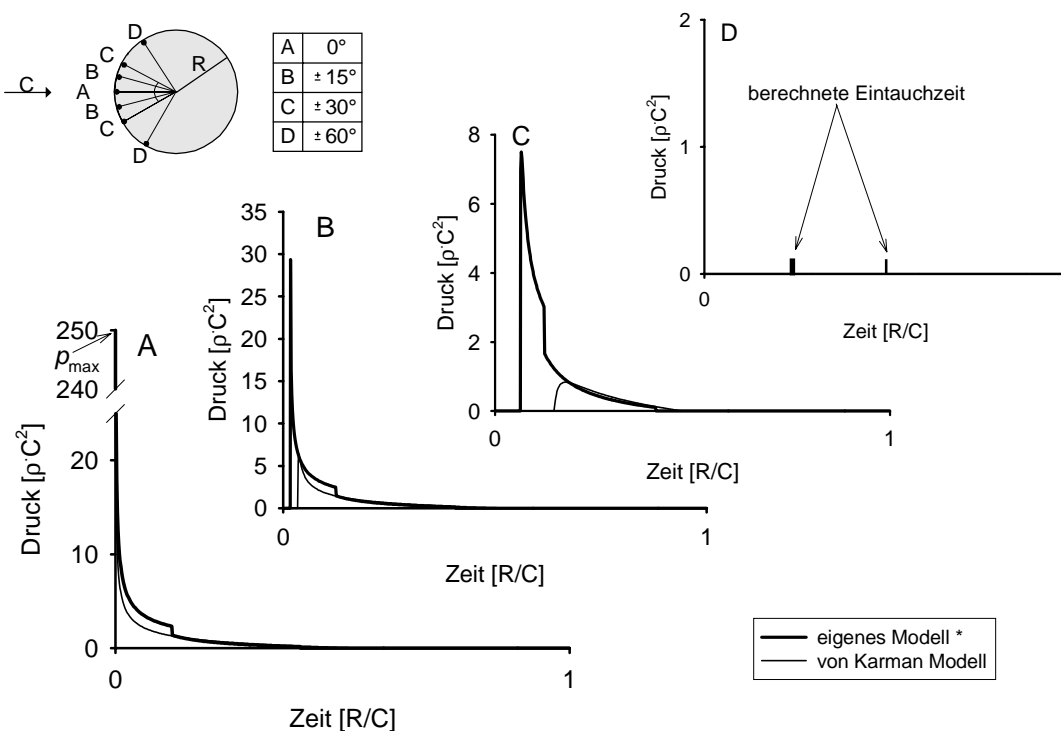 D
C
B
A
B
C
D
C
R
A 0°
B ± 15°
C ± 30°
D ± 60°
D
2
1
0
0
Druck [ρ·C²]
berechnete Eintauchzeit
Zeit [R/C]
C
8
6
4
2
0
0
1
Druck [ρ·C²]
Zeit [R/C]
B
35
30
25
20
15
10
5
0
0
1
Druck [ρ·C²]
Zeit [R/C]
A
250
p max
240
20
10
0
0
1
Druck [ρ·C²]
Zeit [R/C]
eigenes Modell *
von Karman Modell